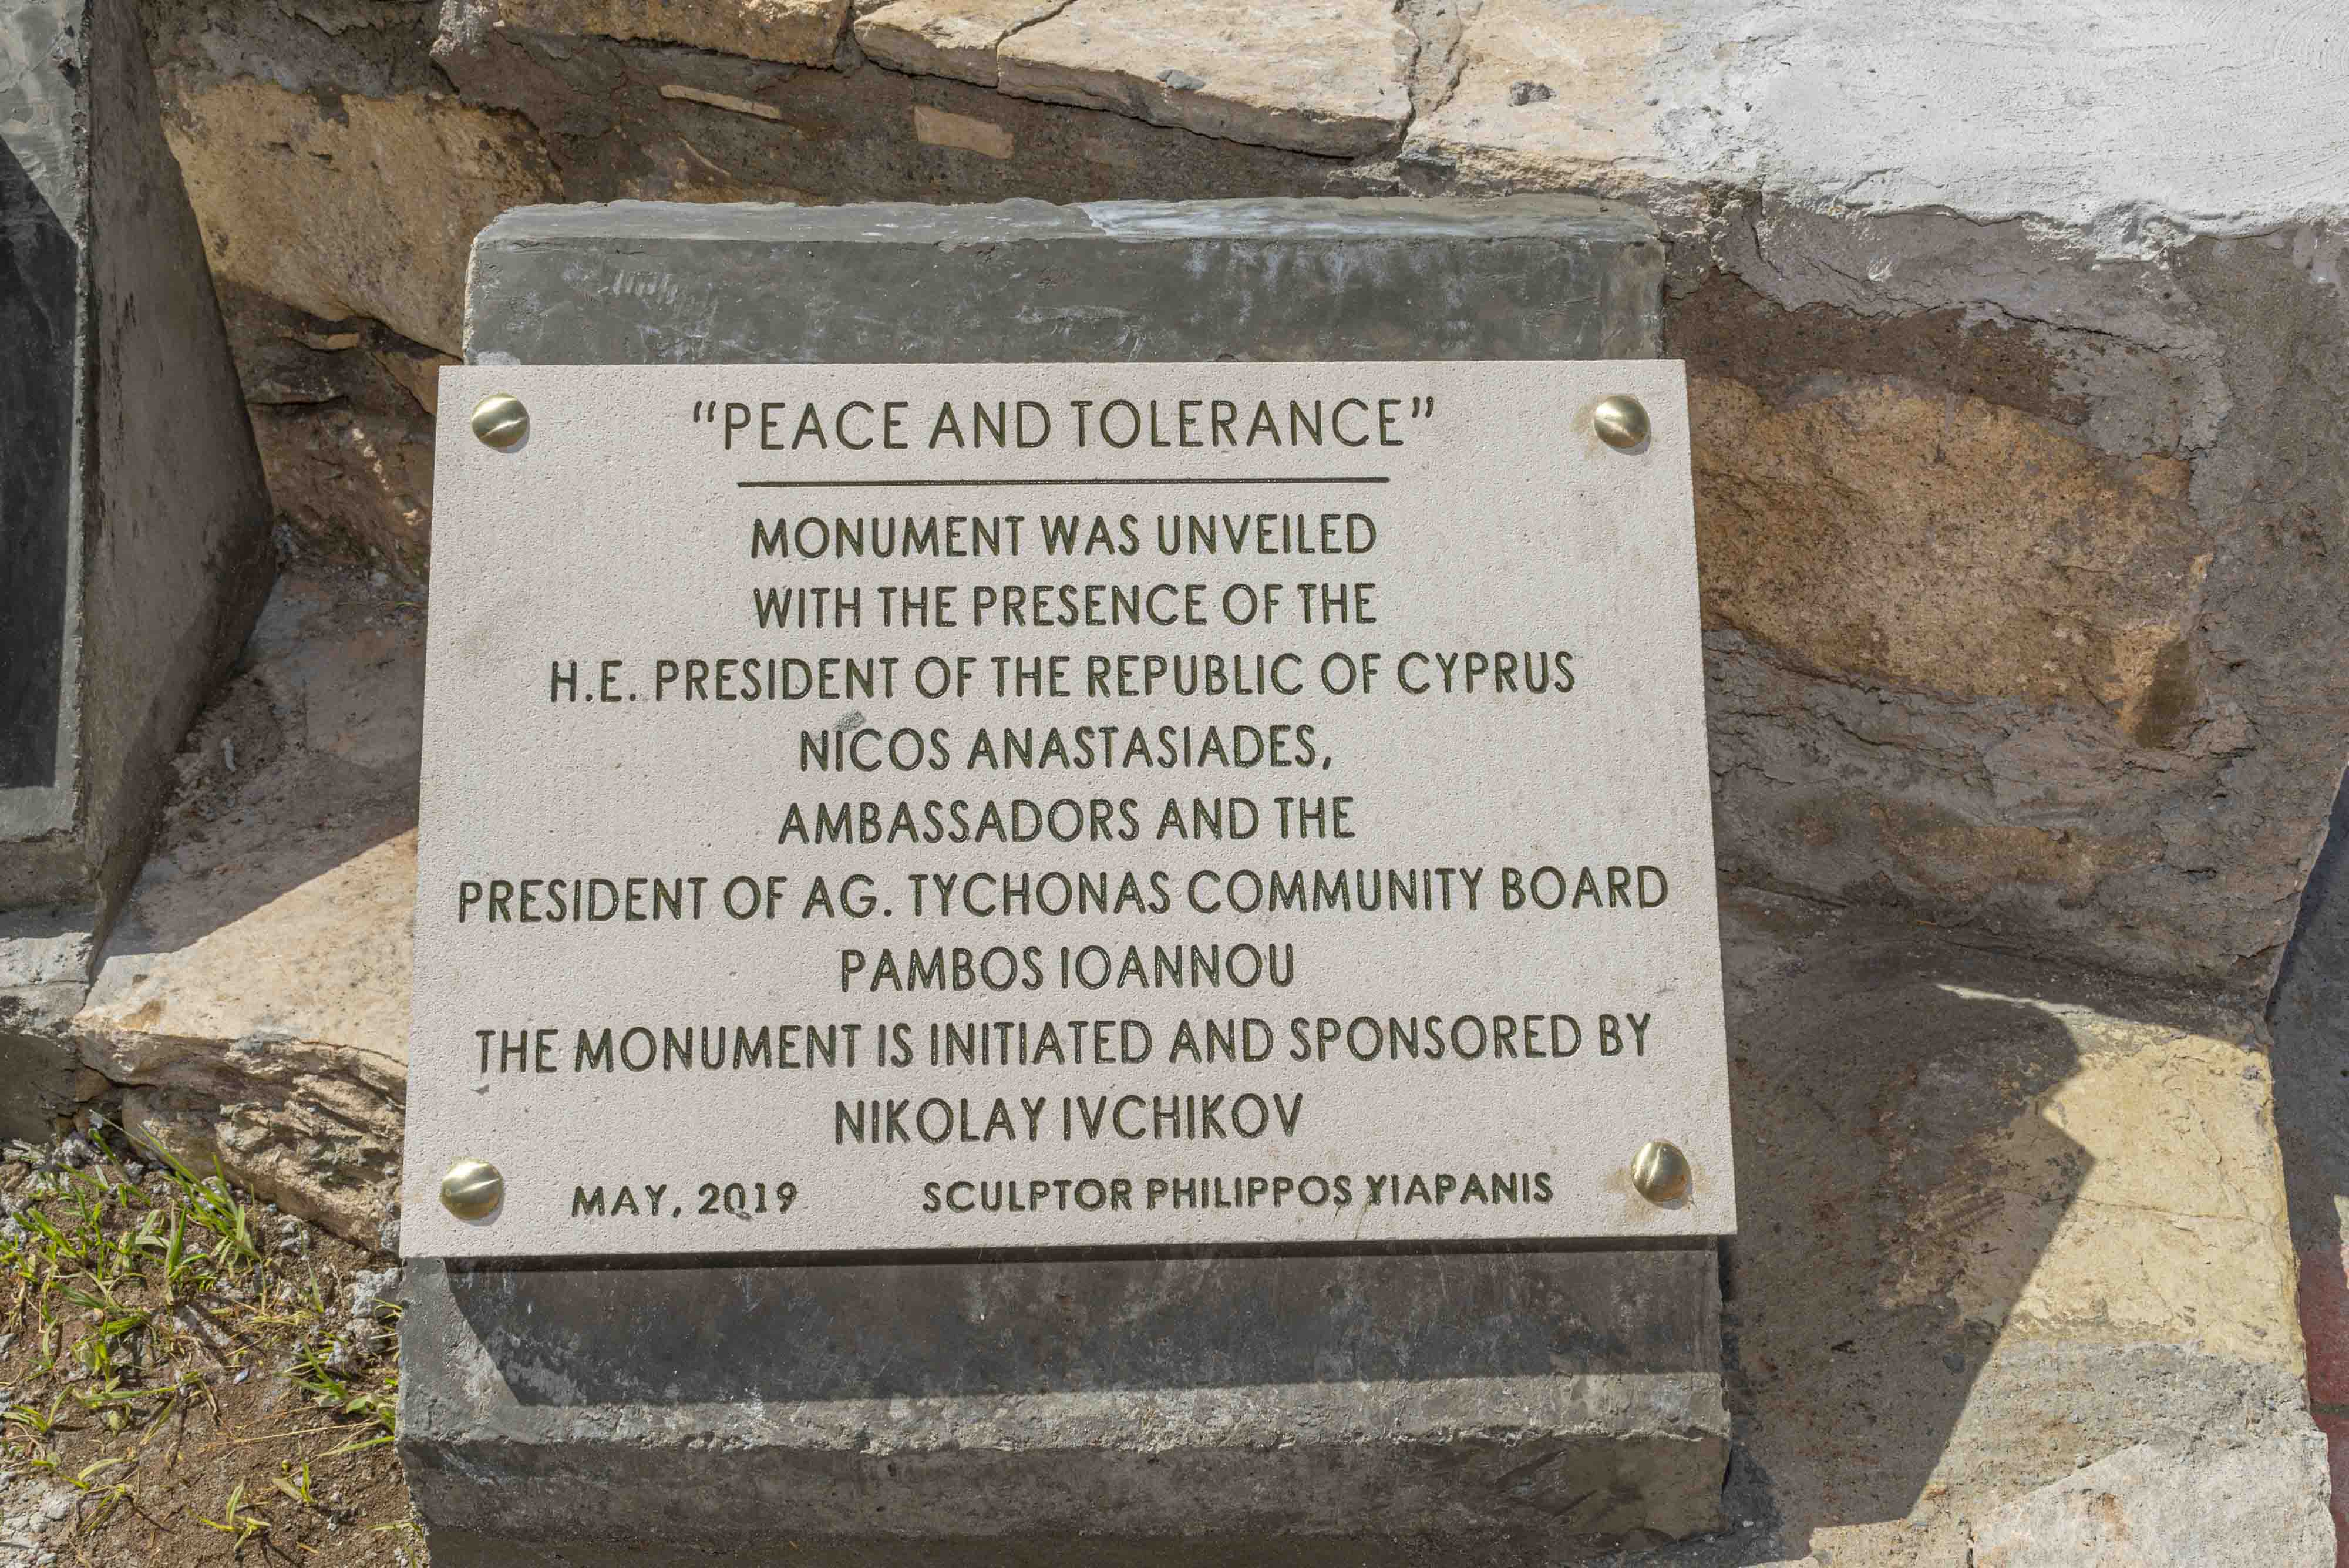 “PEACE AND TOLERANCE”
MONUMENT WAS UNVEILED
WITH THE PRESENCE OF THE
H.E. PRESIDENT OF THE REPUBLIC OF CYPRUS
NICOS ANASTASIADES,
AMBASSADORS AND THE
PRESIDENT OF AG. TYCHONAS COMMUNITY BOARD
PAMBOS IOANNOU
THE MONUMENT IS INITIATED AND SPONSORED BY
NIKOLAY IVCHIKOV
MAY, 2019 SCULPTOR PHILIPPOS YIAPANIS